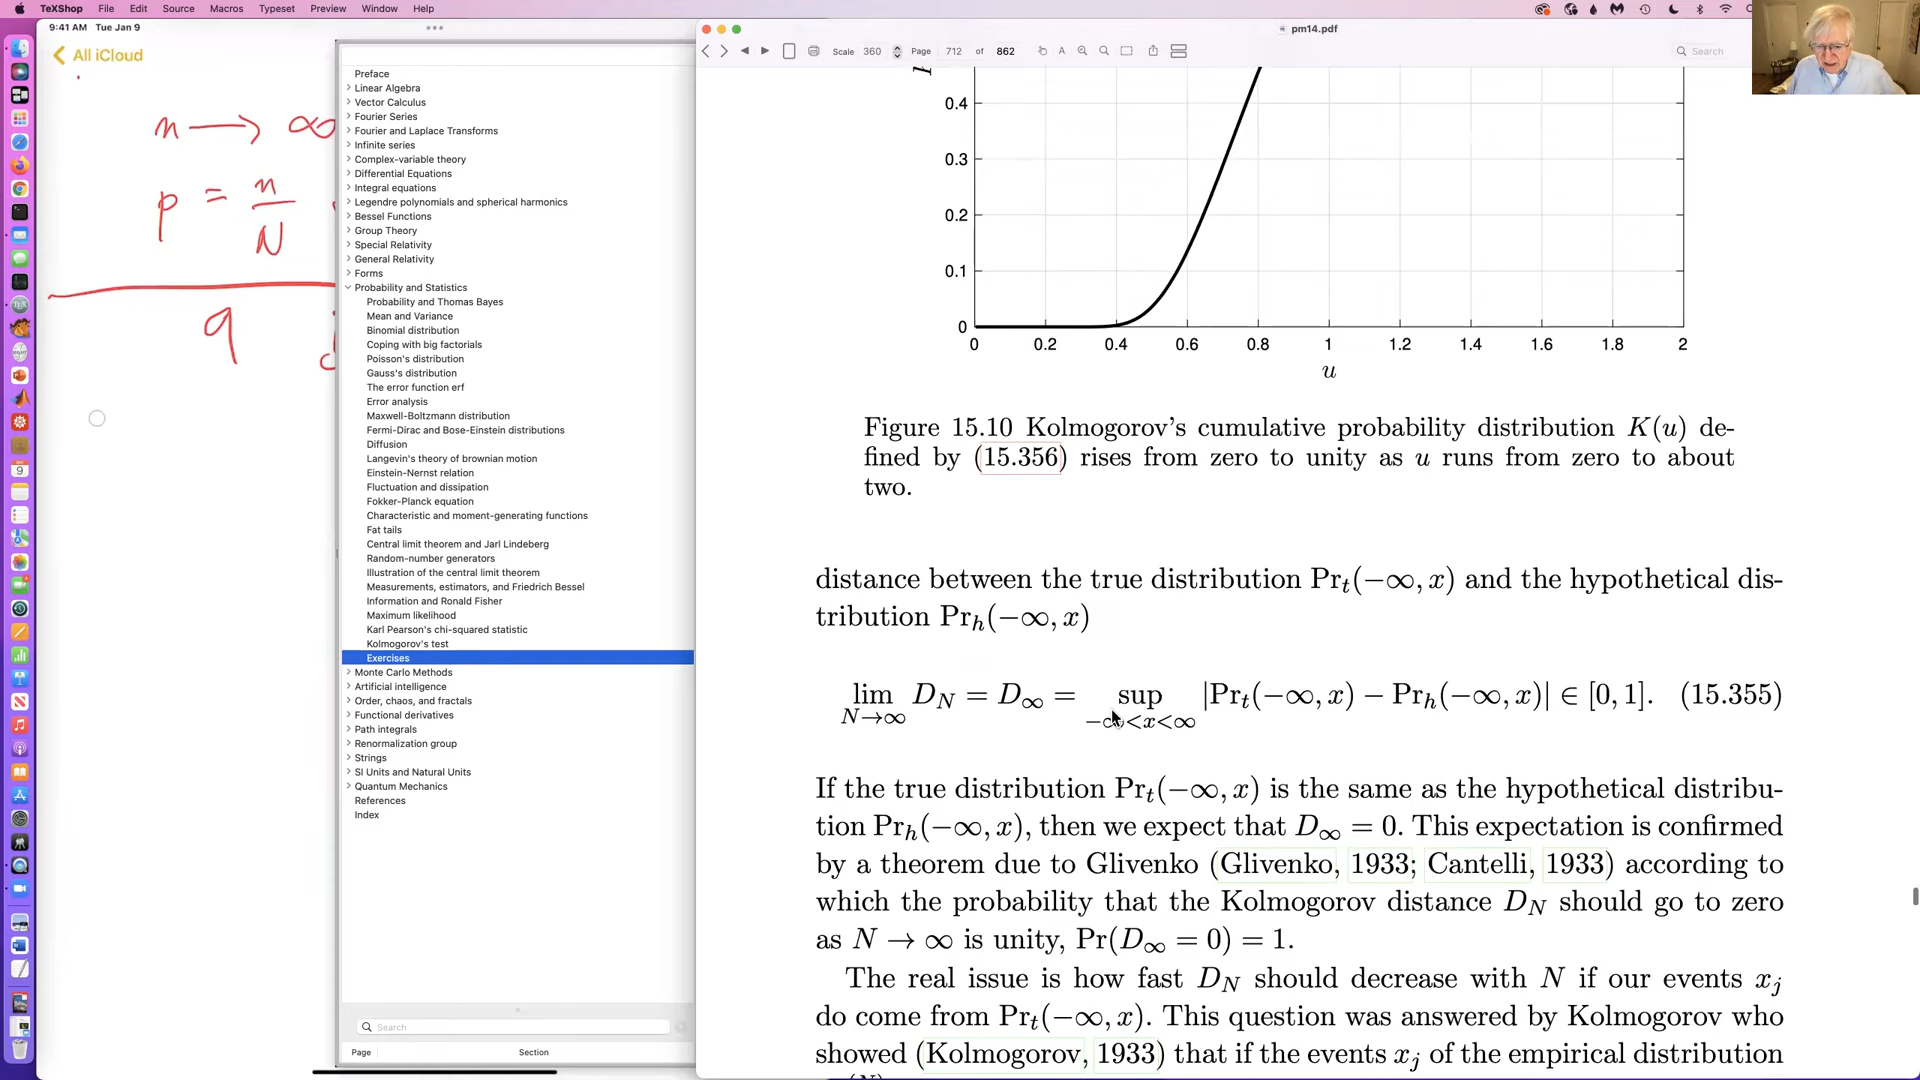 TeXShop File Edit Source Macros Typeset Preview Window Help
9:41 AM Tue Jan 9
All iCloud
n → ∞
p = n
N
9
Preface
Linear Algebra
Vector Calculus
Fourier Series
Fourier and Laplace Transforms
Infinite series
Complex-variable theory
Differential Equations
Integral equations
Legendre polynomials and spherical harmonics
Bessel Functions
Group Theory
Special Relativity
General Relativity
Forms
Probability and Statistics
Probability and Thomas Bayes
Mean and Variance
Binomial distribution
Coping with big factorials
Poisson's distribution
Gauss's distribution
The error function erf
Error analysis
Maxwell-Boltzmann distribution
Fermi-Dirac and Bose-Einstein distributions
Diffusion
Langevin's theory of brownian motion
Einstein-Nernst relation
Fluctuation and dissipation
Fokker-Planck equation
Characteristic and moment-generating functions
Fat tails
Central limit theorem and Jarl Lindeberg
Random-number generators
Illustration of the central limit theorem
Measurements, estimators, and Friedrich Bessel
Information and Ronald Fisher
Maximum likelihood
Karl Pearson's chi-squared statistic
Kolmogorov's test
Exercises
Monte Carlo Methods
Artificial intelligence
Order, chaos, and fractals
Functional derivatives
Path integrals
Renormalization group
Strings
SI Units and Natural Units
Quantum Mechanics
References
Index
Search
Page Section
pm14.pdf
Scale 360 Page 712 of 862 A Search
0.4
0.3
0.2
0.1
0
0 0.2 0.4 0.6 0.8 1 1.2 1.4 1.6 1.8 2
u
Figure 15.10 Kolmogorov's cumulative probability distribution K(u) de-
fined by (15.356) rises from zero to unity as u runs from zero to about
two.
distance between the true distribution Pr_t(−∞, x) and the hypothetical dis-
tribution Pr_h(−∞, x)
lim D_N = D_∞ = sup |Pr_t(−∞, x) − Pr_h(−∞, x)| ∈ [0, 1]. (15.355)
N→∞ −∞<x<∞
If the true distribution Pr_t(−∞, x) is the same as the hypothetical distribu-
tion Pr_h(−∞, x), then we expect that D_∞ = 0. This expectation is confirmed
by a theorem due to Glivenko (Glivenko, 1933; Cantelli, 1933) according to
which the probability that the Kolmogorov distance D_N should go to zero
as N → ∞ is unity, Pr(D_∞ = 0) = 1.
The real issue is how fast D_N should decrease with N if our events x_j
do come from Pr_t(−∞, x). This question was answered by Kolmogorov who
showed (Kolmogorov, 1933) that if the events x_j of the empirical distribution